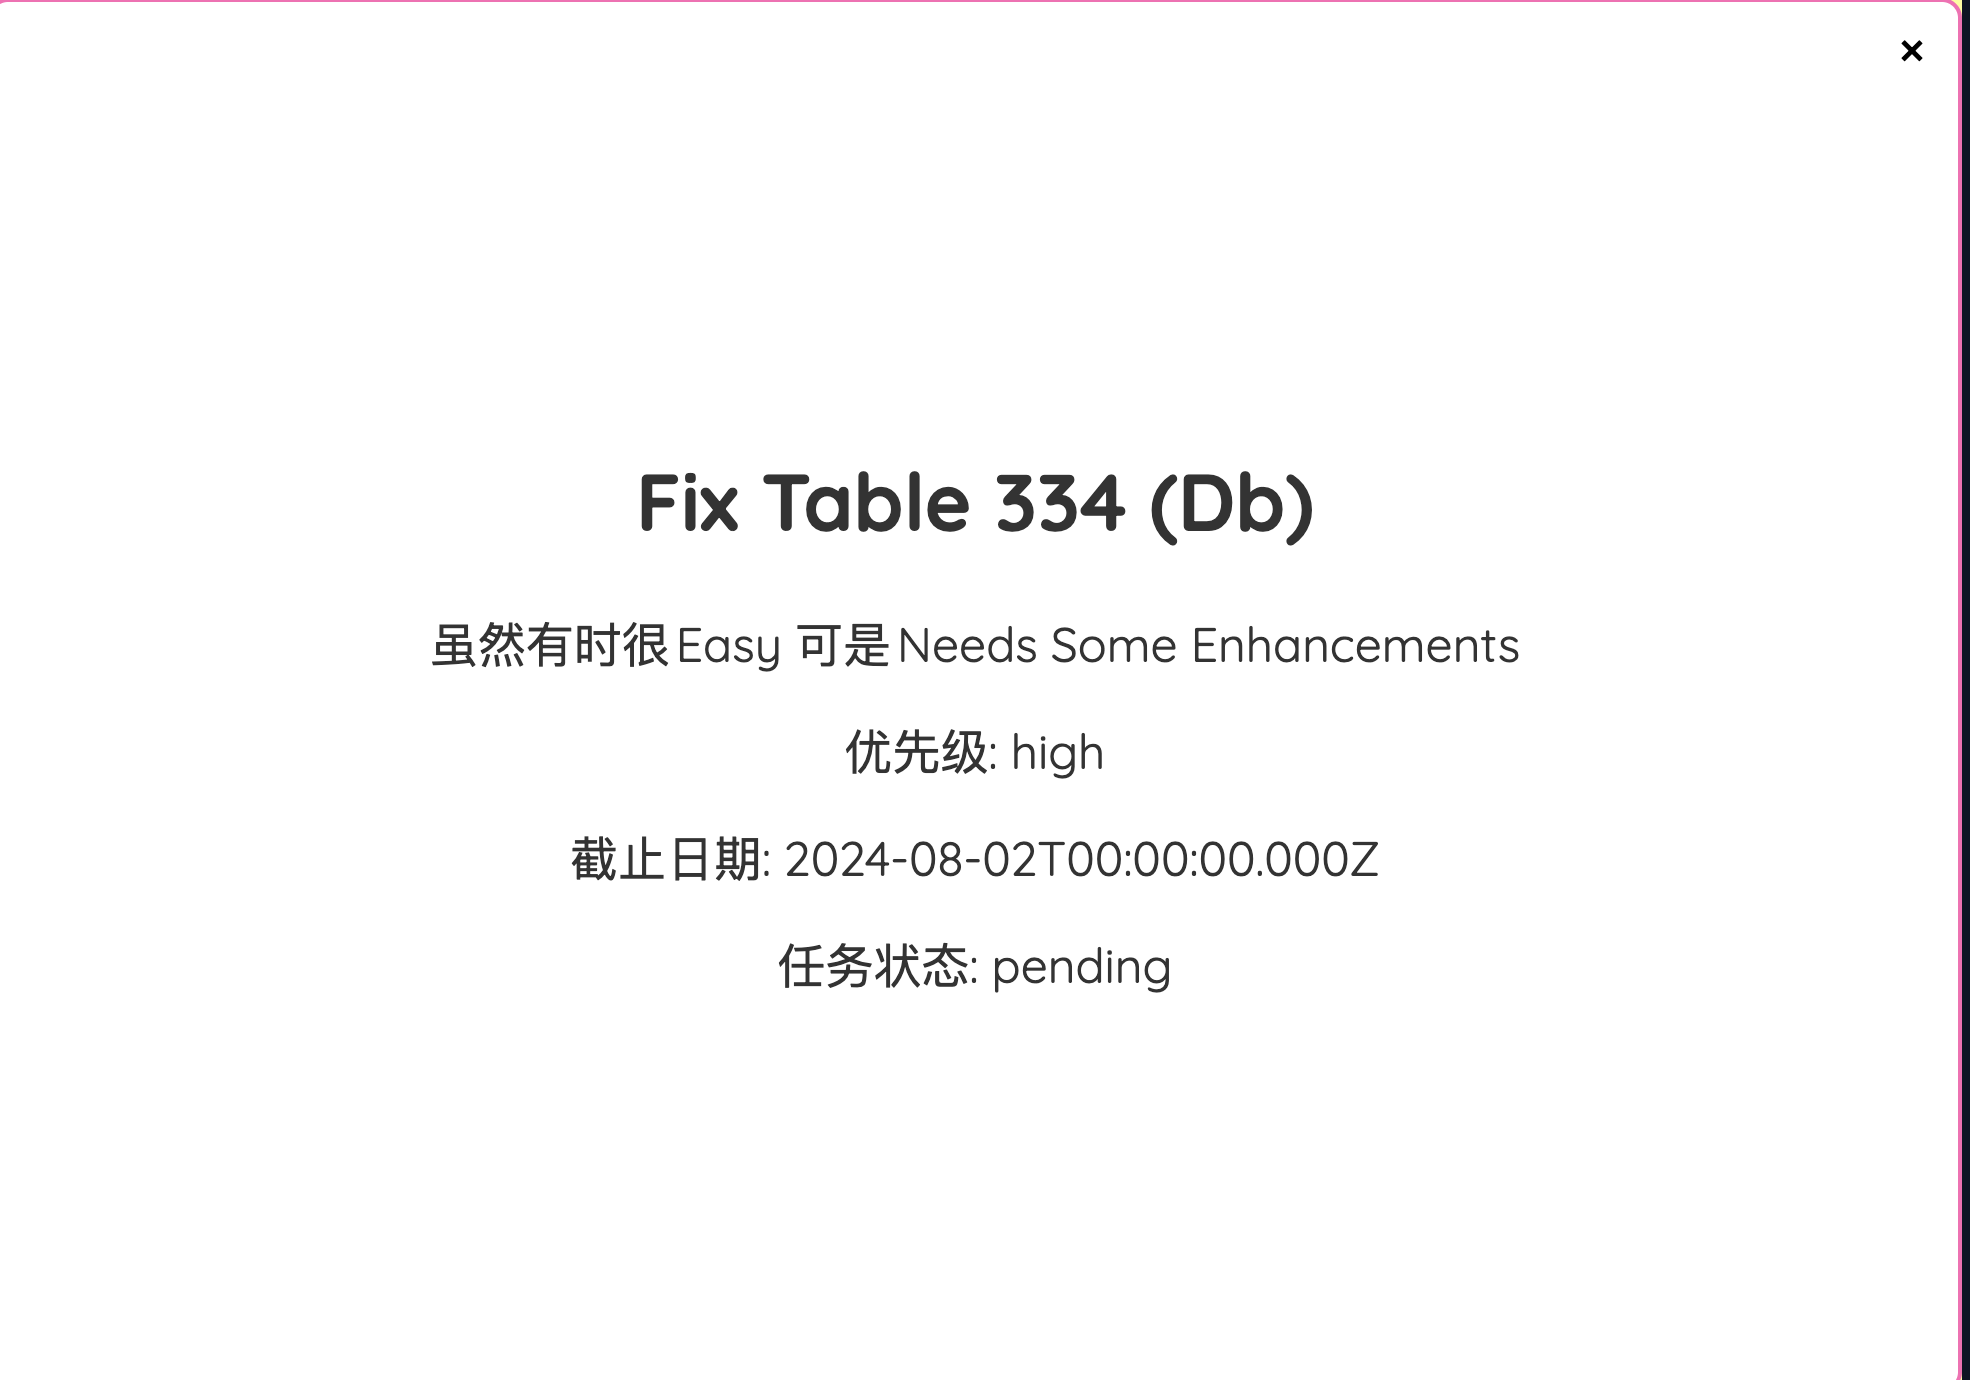 Fix Table 334 (Db)
虽然有时很Easy 可是Needs Some Enhancements
优先级: high
截止日期: 2024-08-02T00:00:00.000Z
任务状态: pending